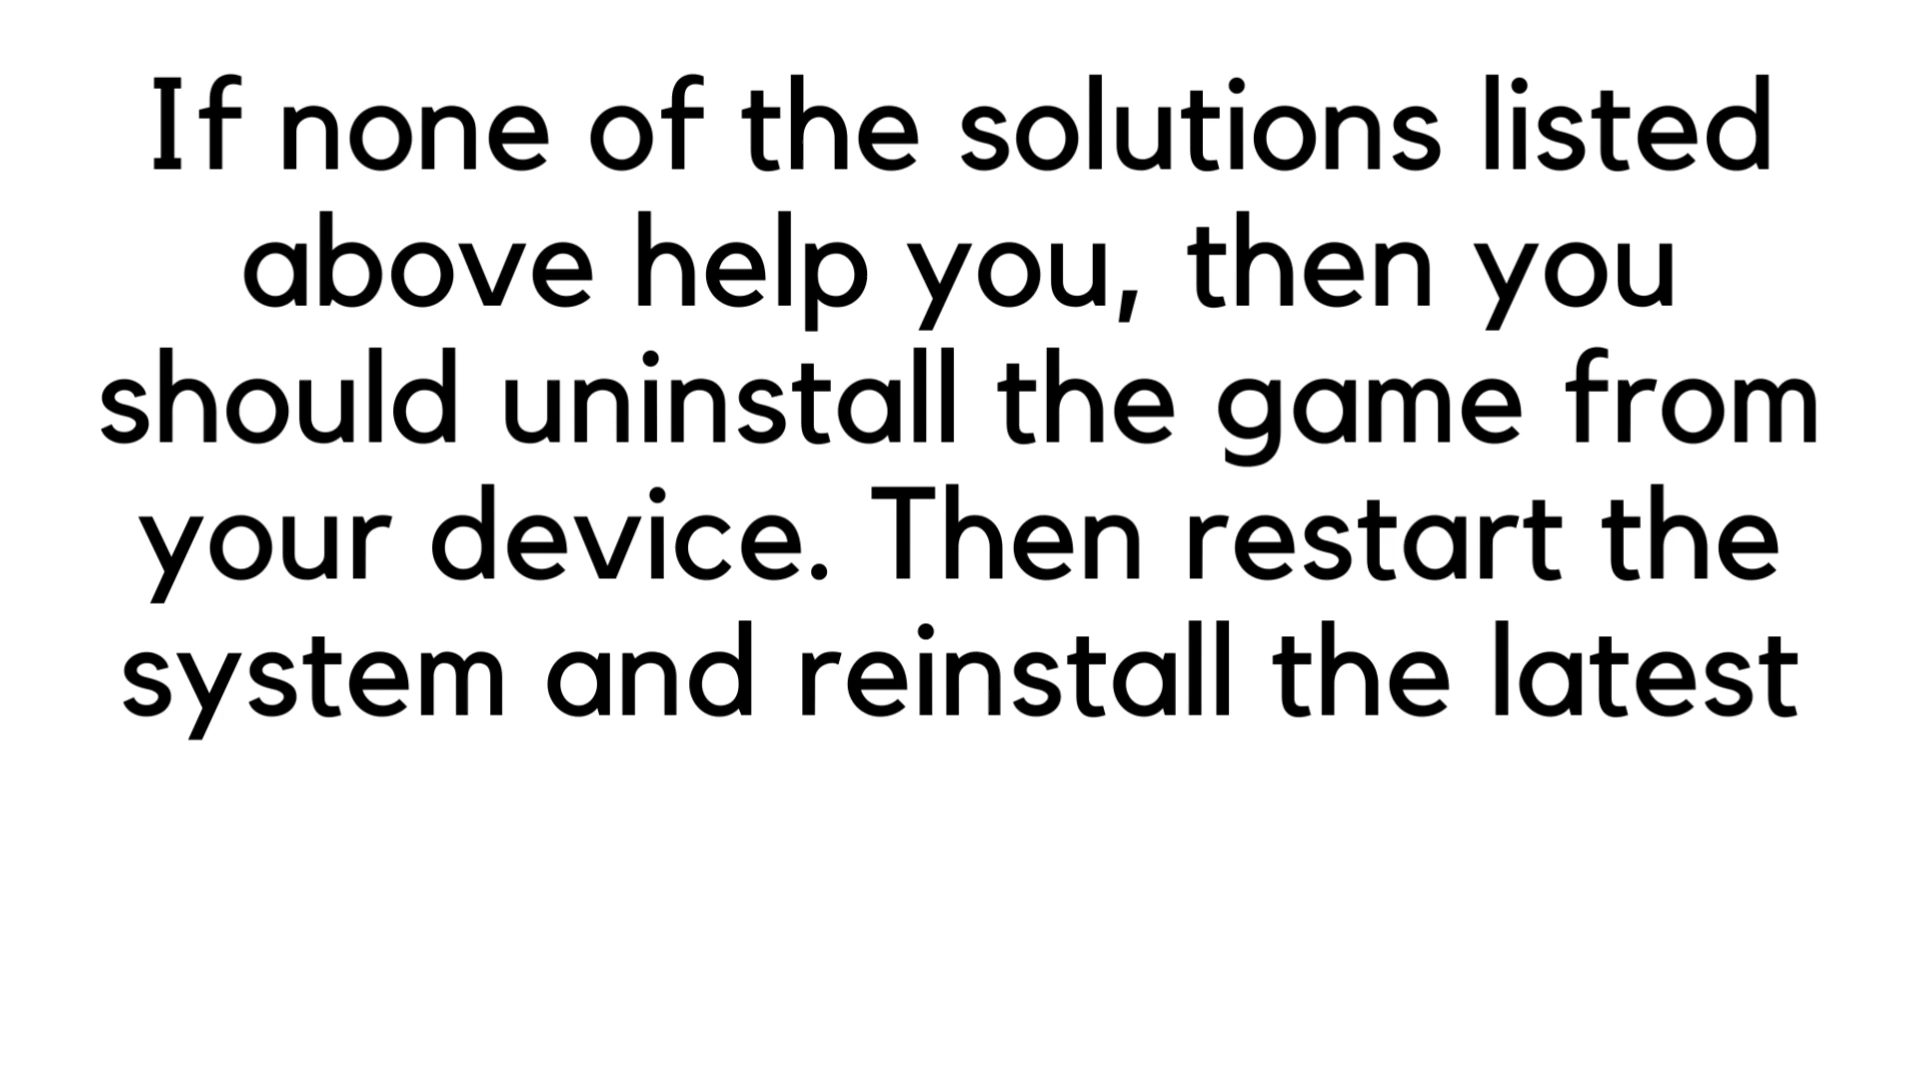 If none of the solutions listed
above help you, then you
should uninstall the game from
your device. Then restart the
system and reinstall the latest